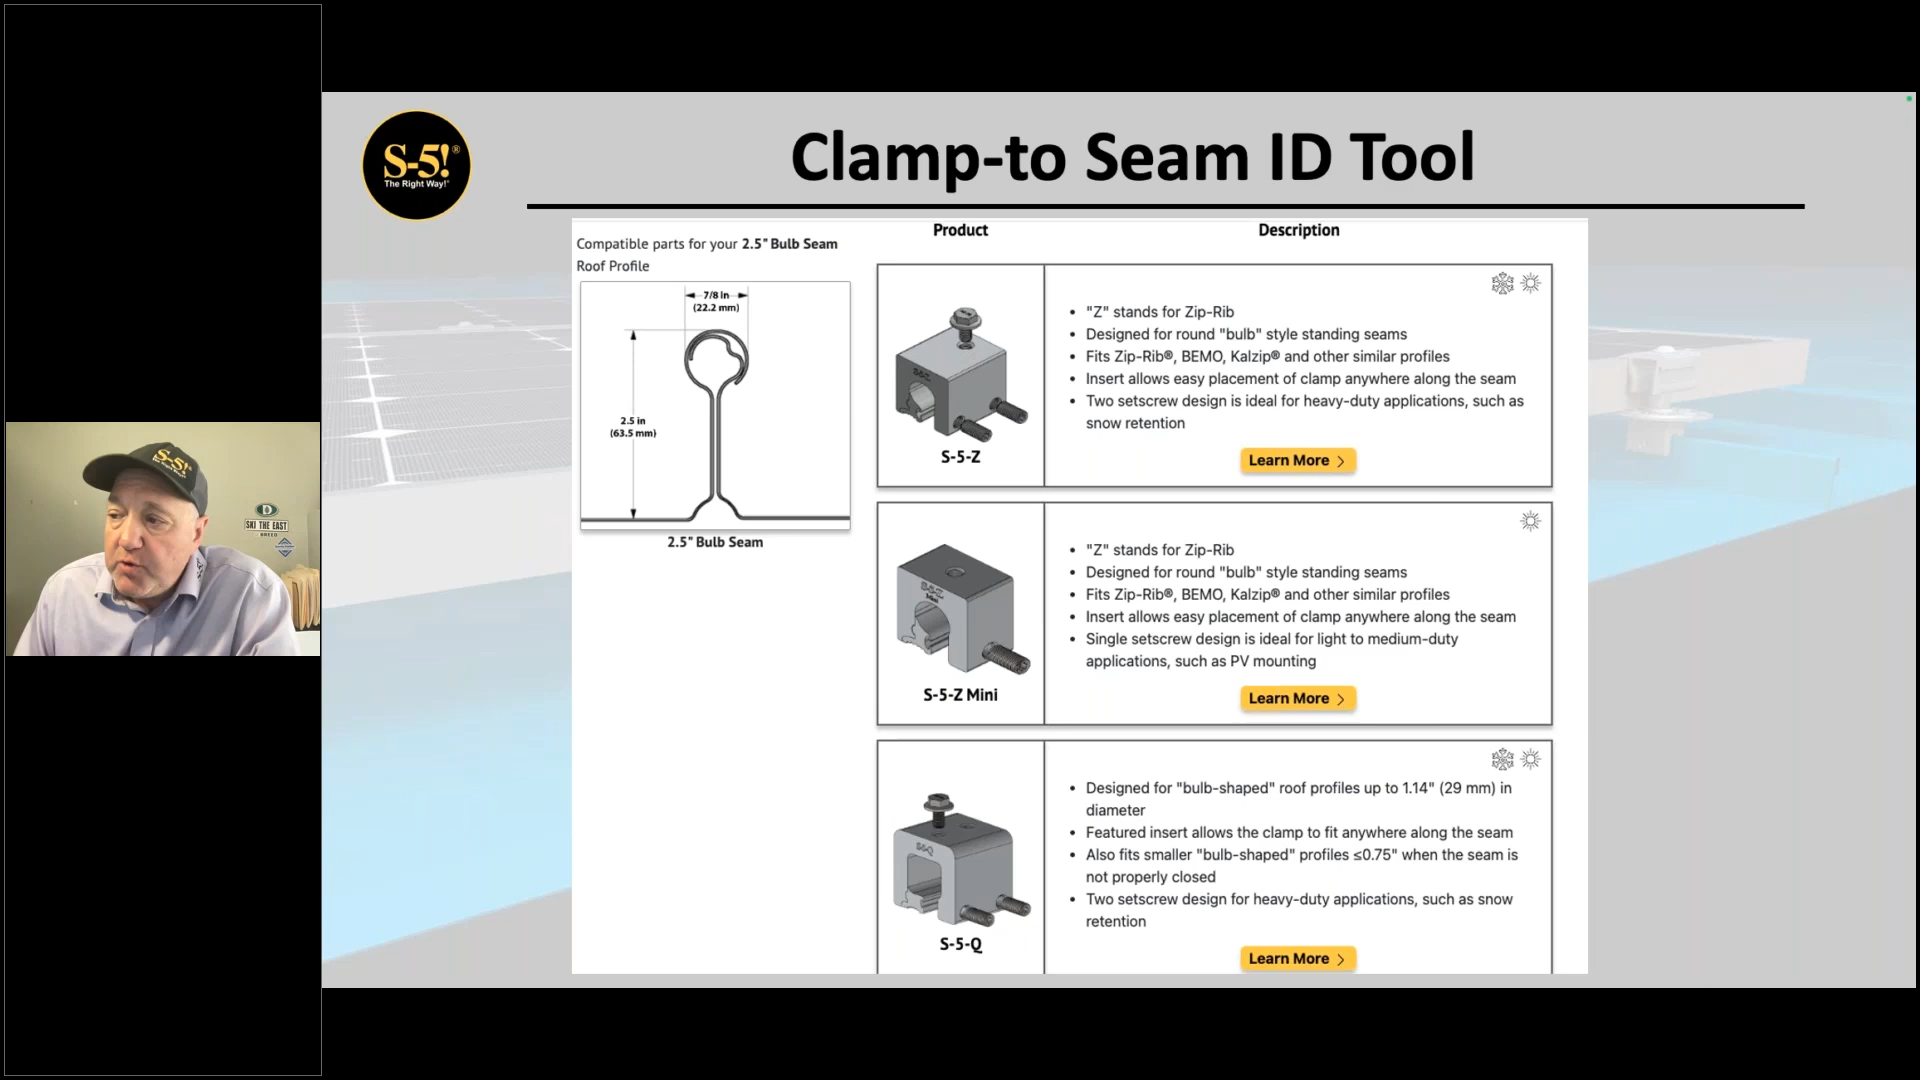 S-5!®
The Right Way!®
Clamp-to Seam ID Tool
Compatible parts for your 2.5" Bulb Seam
Roof Profile
7/8 in
(22.2 mm)
2.5 in
(63.5 mm)
2.5" Bulb Seam
Product
Description
S-5-Z
S-5-Z
• "Z" stands for Zip-Rib
• Designed for round "bulb" style standing seams
• Fits Zip-Rib®, BEMO, Kalzip® and other similar profiles
• Insert allows easy placement of clamp anywhere along the seam
• Two setscrew design is ideal for heavy-duty applications, such as
snow retention
Learn More >
S-5-Z
Mini
S-5-Z Mini
• "Z" stands for Zip-Rib
• Designed for round "bulb" style standing seams
• Fits Zip-Rib®, BEMO, Kalzip® and other similar profiles
• Insert allows easy placement of clamp anywhere along the seam
• Single setscrew design is ideal for light to medium-duty
applications, such as PV mounting
Learn More >
S-5-Q
S-5-Q
• Designed for "bulb-shaped" roof profiles up to 1.14" (29 mm) in
diameter
• Featured insert allows the clamp to fit anywhere along the seam
• Also fits smaller "bulb-shaped" profiles ≤0.75" when the seam is
not properly closed
• Two setscrew design for heavy-duty applications, such as snow
retention
Learn More >
S-5!
SKI THE EAST